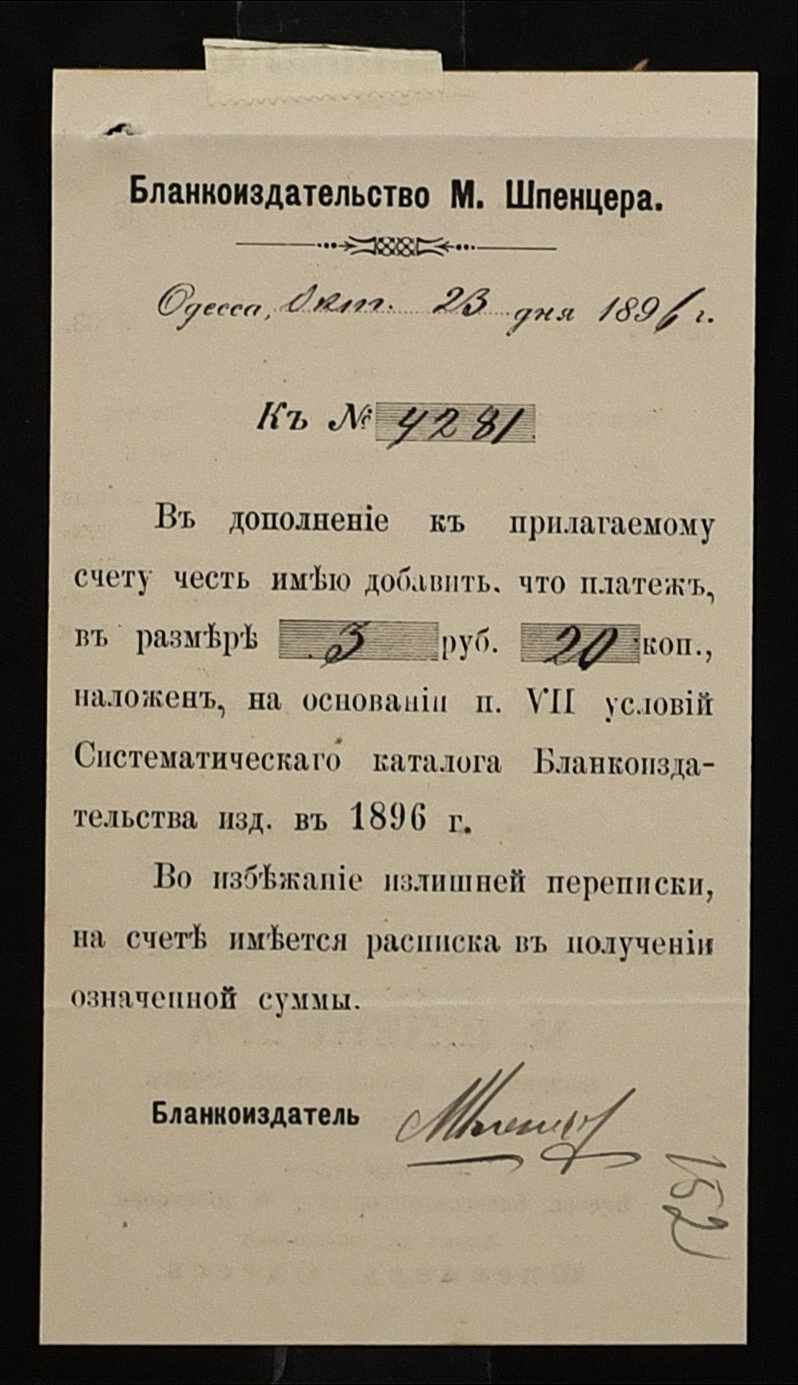 Бланкоиздательство М. Шпенцера.
Одесса, Окт. 23 дня 1896 г.
Къ № 4281
Въ дополненіе къ прилагаемому
счету честь имѣю добавить, что платежъ,
въ размѣрѣ 3 руб. 20 коп.,
наложенъ, на основаніи п. VII условій
Систематическаго каталога Бланкоизда-
тельства изд. въ 1896 г.
Во избѣжаніе излишней переписки,
на счетѣ имѣется расписка въ полученіи
означенной суммы.
Бланкоиздатель МШпенцер
152